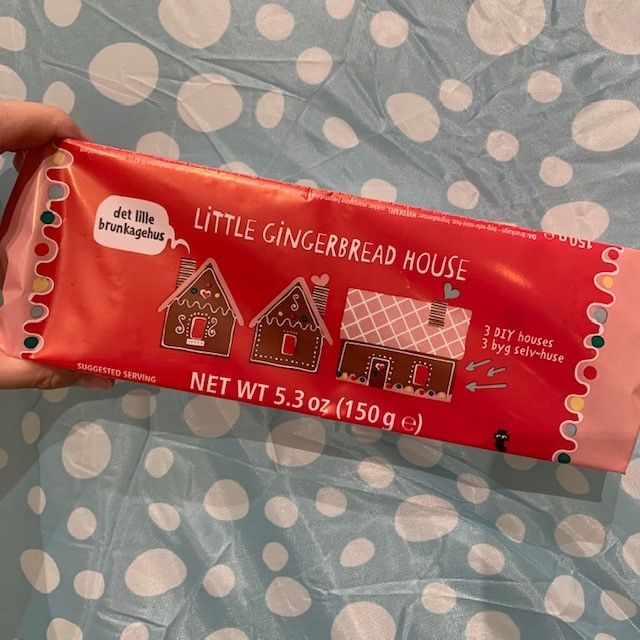 det lille
brunkagehus
LiTTLE GiNGERBREAD HOUSE
3 DIY houses
3 byg selv-huse
SUGGESTED SERVING
NET WT 5.3 oz (150 g e)
150 g e